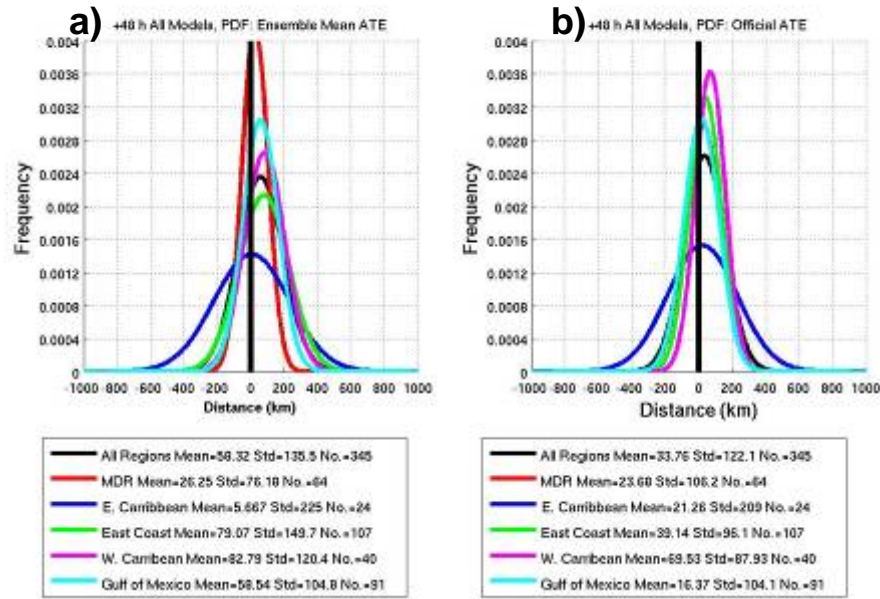 a) +48 h All Models, PDF: Ensemble Mean ATE
0.004
0.0036
0.0032
0.0028
0.0024
0.002
0.0016
0.0012
0.0008
0.0004
0
Frequency
-1000 -800 -600 -400 -200 0 200 400 600 800 1000
Distance (km)
All Regions Mean=58.32 Std=135.5 No.=345
MDR Mean=26.25 Std=76.18 No.=64
E. Carribbean Mean=5.667 Std=225 No.=24
East Coast Mean=79.07 Std=149.7 No.=107
W. Carribean Mean=82.79 Std=120.4 No.=40
Gulf of Mexico Mean=58.54 Std=104.8 No.=91
b) +48 h All Models, PDF: Official ATE
0.004
0.0036
0.0032
0.0028
0.0024
0.002
0.0016
0.0012
0.0008
0.0004
0
Frequency
-1000 -800 -600 -400 -200 0 200 400 600 800 1000
Distance (km)
All Regions Mean=33.76 Std=122.1 No.=345
MDR Mean=23.68 Std=106.2 No.=64
E. Carribbean Mean=21.26 Std=209 No.=24
East Coast Mean=39.14 Std=96.1 No.=107
W. Carribean Mean=69.53 Std=87.93 No.=40
Gulf of Mexico Mean=16.37 Std=104.1 No.=91